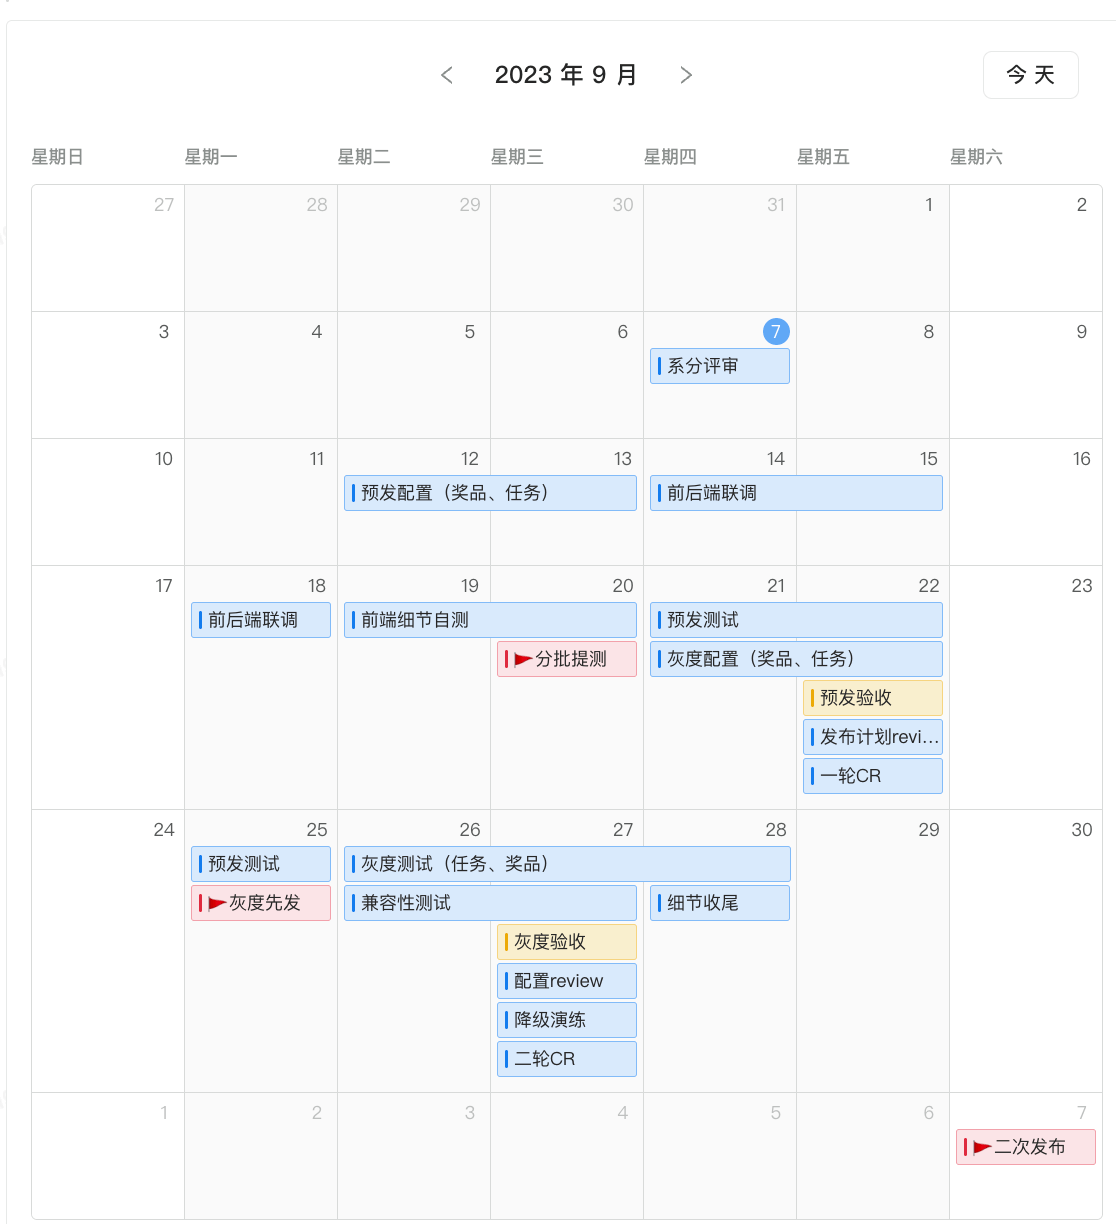 2023 年 9 月
今 天
星期日 星期一 星期二 星期三 星期四 星期五 星期六
27 28 29 30 31 1 2
3 4 5 6 7 8 9
系分评审
10 11 12 13 14 15 16
预发配置（奖品、任务） 前后端联调
17 18 19 20 21 22 23
前后端联调 前端细节自测 预发测试
分批提测 灰度配置（奖品、任务）
预发验收
发布计划revi...
一轮CR
24 25 26 27 28 29 30
预发测试 灰度测试（任务、奖品）
灰度先发 兼容性测试 细节收尾
灰度验收
配置review
降级演练
二轮CR
1 2 3 4 5 6 7
二次发布